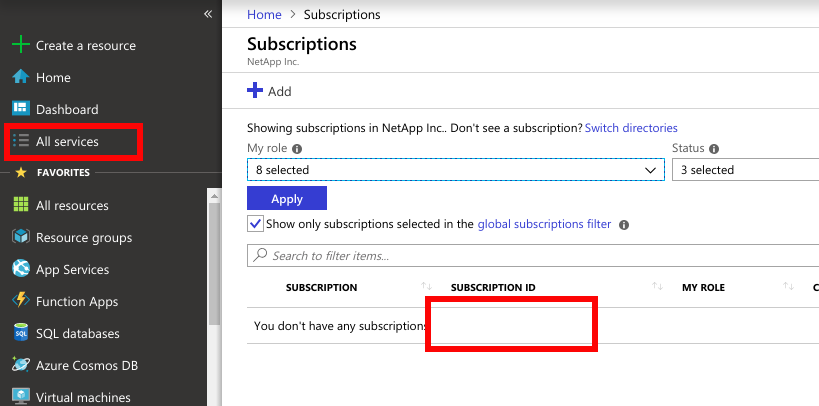 «
Create a resource
Home
Dashboard
All services
FAVORITES
All resources
Resource groups
App Services
Function Apps
SQL
SQL databases
Azure Cosmos DB
Virtual machines
Home > Subscriptions
Subscriptions
NetApp Inc.
Add
Showing subscriptions in NetApp Inc.. Don't see a subscription? Switch directories
My role Status
8 selected 3 selected
Apply
Show only subscriptions selected in the global subscriptions filter
Search to filter items...
SUBSCRIPTION SUBSCRIPTION ID MY ROLE C
You don't have any subscriptions